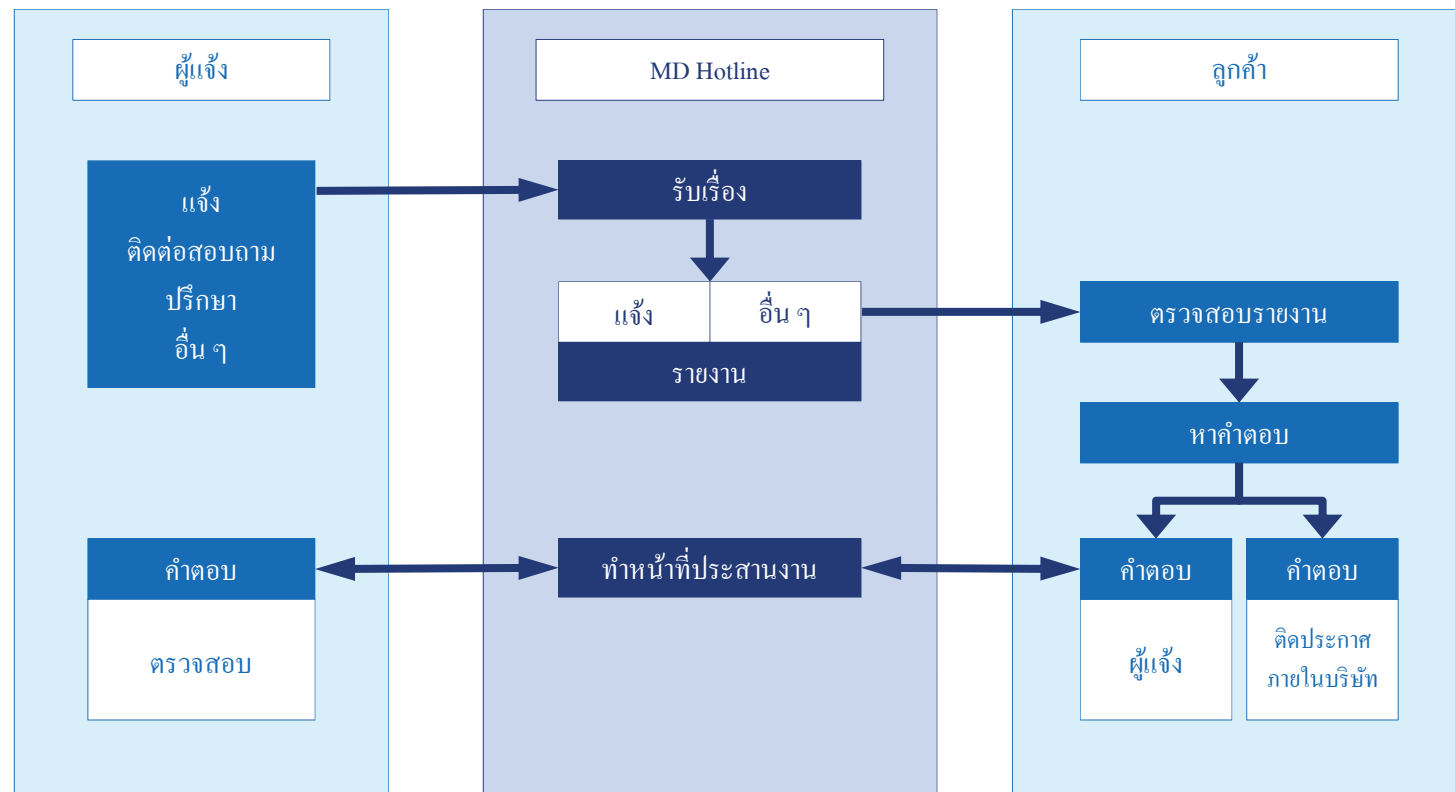 ผู้แจ้ง
MD Hotline
ลูกค้า
แจ้ง
ติดต่อสอบถาม
ปรึกษา
อื่น ๆ
รับเรื่อง
แจ้ง
อื่น ๆ
รายงาน
ตรวจสอบรายงาน
หาคำตอบ
คำตอบ
ตรวจสอบ
ทำหน้าที่ประสานงาน
คำตอบ
ผู้แจ้ง
คำตอบ
ติดประกาศ
ภายในบริษัท